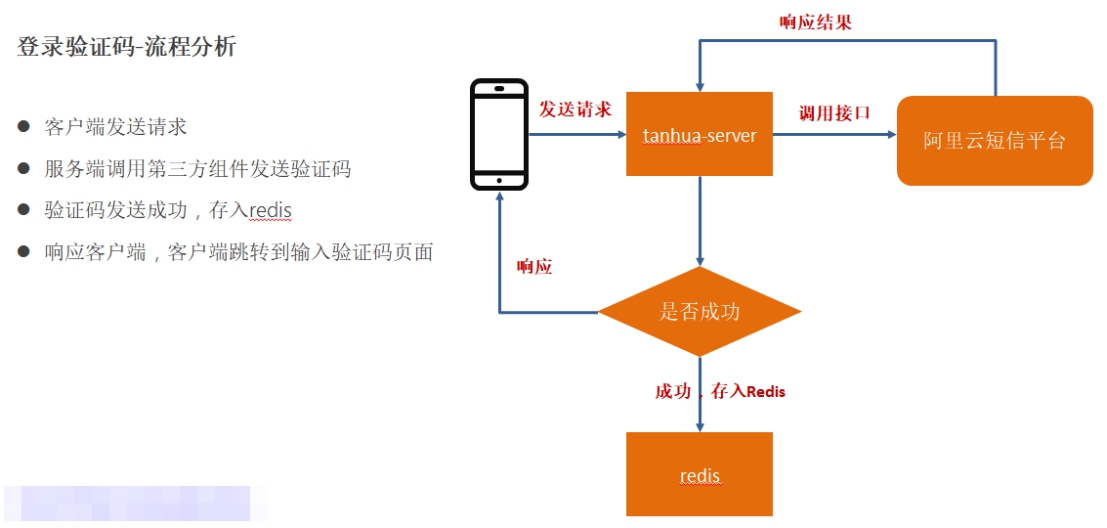 登录验证码-流程分析
客户端发送请求
服务端调用第三方组件发送验证码
验证码发送成功，存入redis
响应客户端，客户端跳转到输入验证码页面
响应结果
发送请求
tanhua-server
调用接口
阿里云短信平台
响应
是否成功
成功，存入Redis
redis